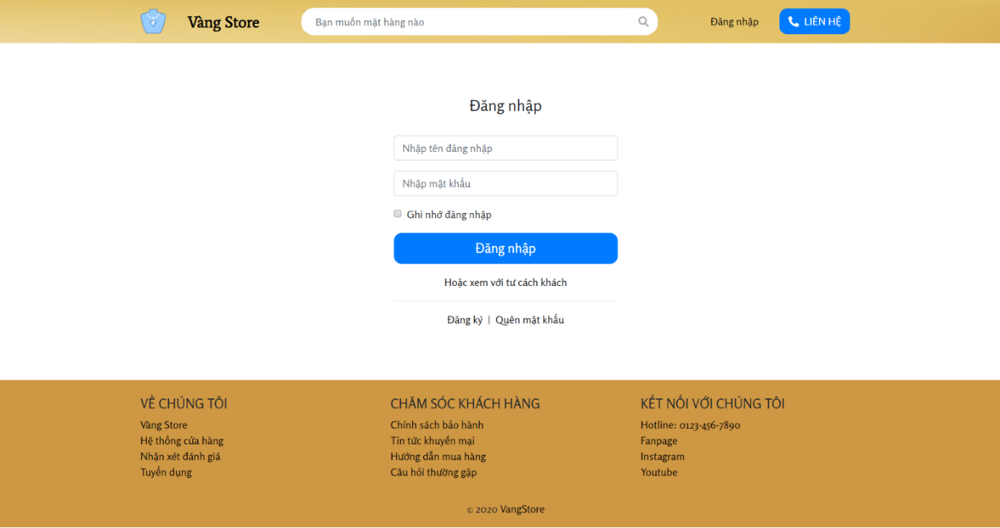 Vàng Store
Bạn muốn mặt hàng nào
Đăng nhập
LIÊN HỆ
Đăng nhập
Nhập tên đăng nhập
Nhập mật khẩu
Ghi nhớ đăng nhập
Đăng nhập
Hoặc xem với tư cách khách
Đăng ký | Quên mật khẩu
VỀ CHÚNG TÔI
Vàng Store
Hệ thống cửa hàng
Nhận xét đánh giá
Tuyển dụng
CHĂM SÓC KHÁCH HÀNG
Chính sách bảo hành
Tin tức khuyến mại
Hướng dẫn mua hàng
Câu hỏi thường gặp
KẾT NỐI VỚI CHÚNG TÔI
Hotline: 0123-456-7890
Fanpage
Instagram
Youtube
© 2020 VangStore